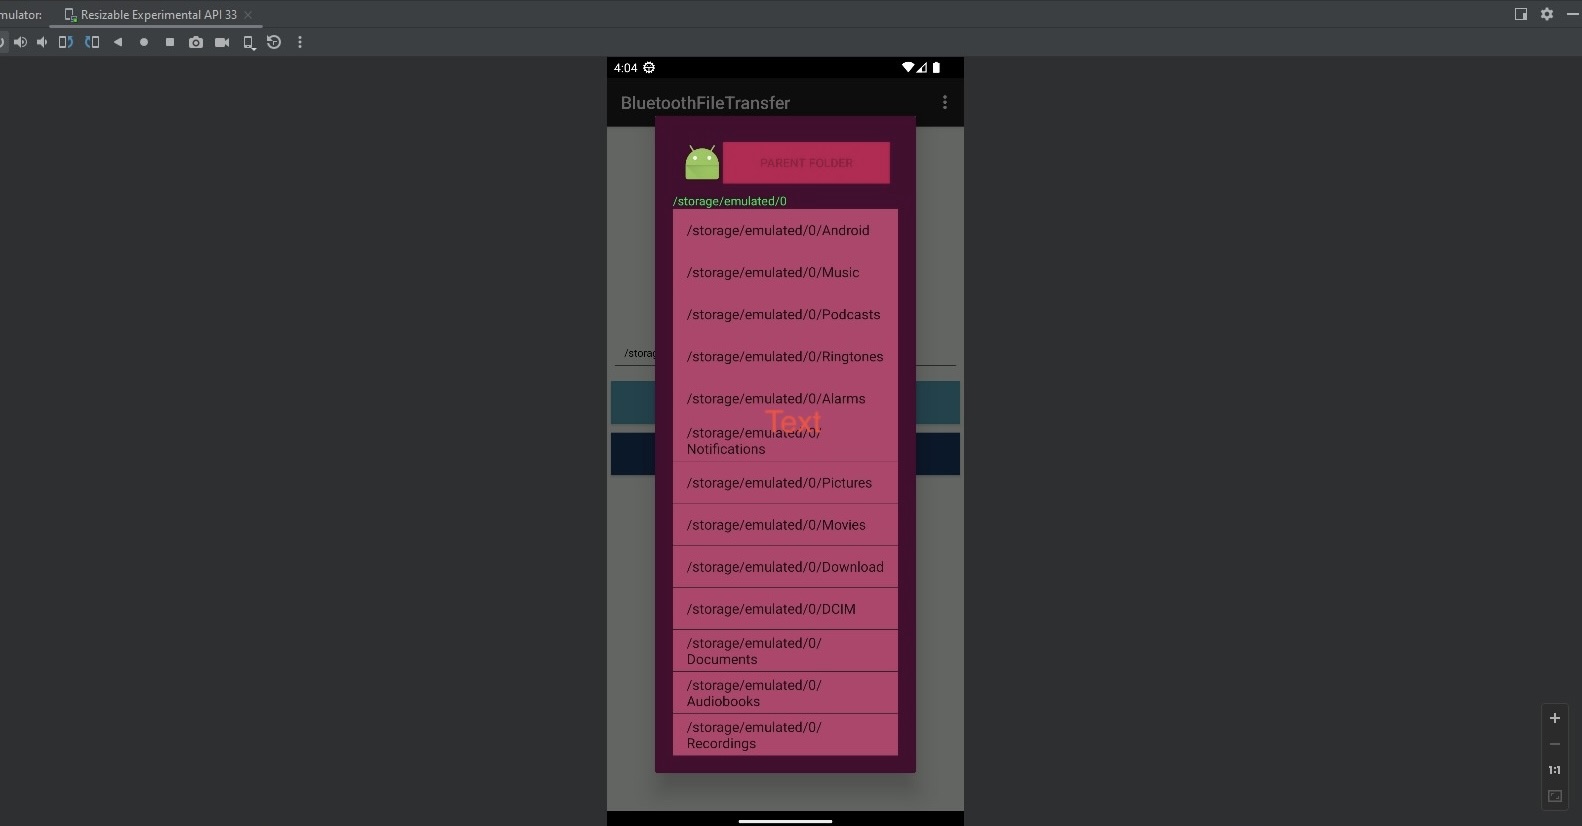 mulator:
Resizable Experimental API 33
4:04
BluetoothFileTransfer
PARENT FOLDER
/storage/emulated/0
/storage/emulated/0/Android
/storage/emulated/0/Music
/storage/emulated/0/Podcasts
/storage/emulated/0/Ringtones
/storag
/storage/emulated/0/Alarms
Text
/storage/emulated/0/
Notifications
/storage/emulated/0/Pictures
/storage/emulated/0/Movies
/storage/emulated/0/Download
/storage/emulated/0/DCIM
/storage/emulated/0/
Documents
/storage/emulated/0/
Audiobooks
/storage/emulated/0/
Recordings
1:1